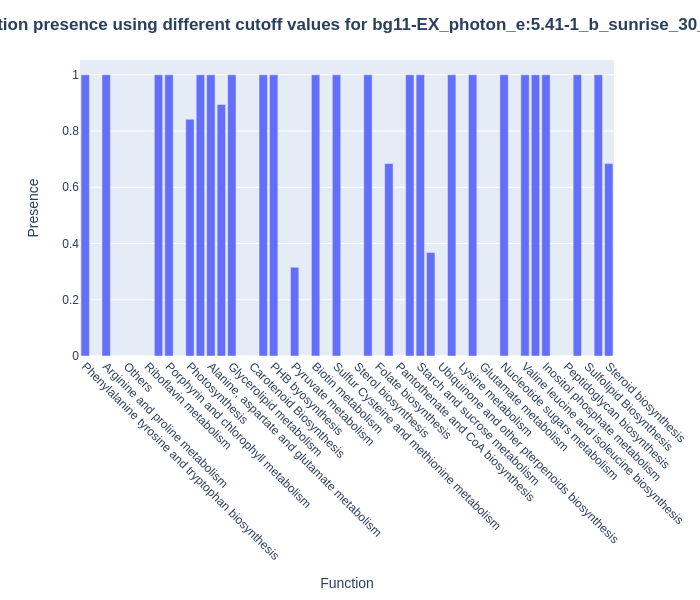 tion presence using different cutoff values for bg11-EX_photon_e:5.41-1_b_sunrise_30_
Presence
1
0.8
0.6
0.4
0.2
0
Phenylalanine tyrosine and tryptophan biosynthesis
Arginine and proline metabolism
Others
Riboflavin metabolism
Porphyrin and chlorophyll metabolism
Photosynthesis
Alanine, aspartate and glutamate metabolism
Glycerolipid metabolism
Carotenoid Biosynthesis
PHB byosynthesis
Pyruvate metabolism
Biotin metabolism
Sulfur Cysteine and methionine metabolism
Sterol biosynthesis
Folate biosynthesis
Pantothenate and CoA biosynthesis
Starch and sucrose metabolism
Ubiquinone and other pterpenoids biosynthesis
Lysine metabolism
Glutamate metabolism
Nucleotide sugars metabolism
Valine leucine and isoleucine biosynthesis
Inositol phosphate metabolism
Peptidoglycan biosynthesis
Sulfolipid Biosynthesis
Steroid biosynthesis
Function